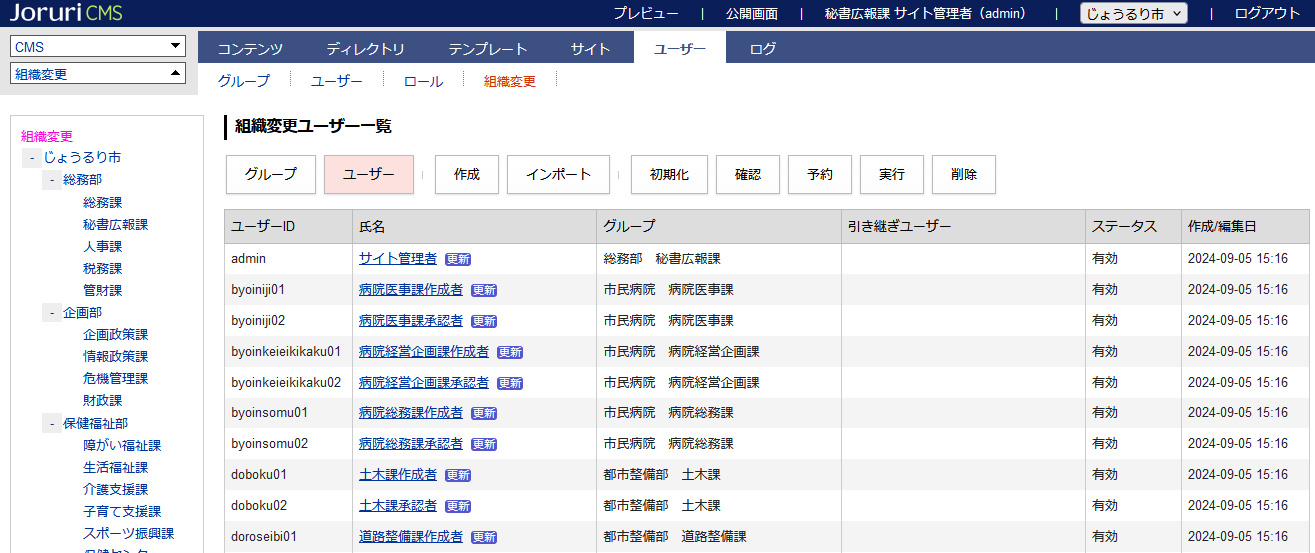 Joruri CMS
プレビュー | 公開画面 | 秘書広報課 サイト管理者（admin） | じょうるり市 | ログアウト
CMS
組織変更
コンテンツ ディレクトリ テンプレート サイト ユーザー ログ
グループ ユーザー ロール 組織変更
組織変更
- じょうるり市
- 総務部
総務課
秘書広報課
人事課
税務課
管財課
- 企画部
企画政策課
情報政策課
危機管理課
財政課
- 保健福祉部
障がい福祉課
生活福祉課
介護支援課
子育て支援課
スポーツ振興課
組織変更ユーザー一覧
グループ ユーザー 作成 インポート 初期化 確認 予約 実行 削除
ユーザーID 氏名 グループ 引き継ぎユーザー ステータス 作成/編集日
admin サイト管理者 更新 総務部　秘書広報課 有効 2024-09-05 15:16
byoiniji01 病院医事課作成者 更新 市民病院　病院医事課 有効 2024-09-05 15:16
byoiniji02 病院医事課承認者 更新 市民病院　病院医事課 有効 2024-09-05 15:16
byoinkeieikikaku01 病院経営企画課作成者 更新 市民病院　病院経営企画課 有効 2024-09-05 15:16
byoinkeieikikaku02 病院経営企画課承認者 更新 市民病院　病院経営企画課 有効 2024-09-05 15:16
byoinsomu01 病院総務課作成者 更新 市民病院　病院総務課 有効 2024-09-05 15:16
byoinsomu02 病院総務課承認者 更新 市民病院　病院総務課 有効 2024-09-05 15:16
doboku01 土木課作成者 更新 都市整備部　土木課 有効 2024-09-05 15:16
doboku02 土木課承認者 更新 都市整備部　土木課 有効 2024-09-05 15:16
doroseibi01 道路整備課作成者 更新 都市整備部　道路整備課 有効 2024-09-05 15:16